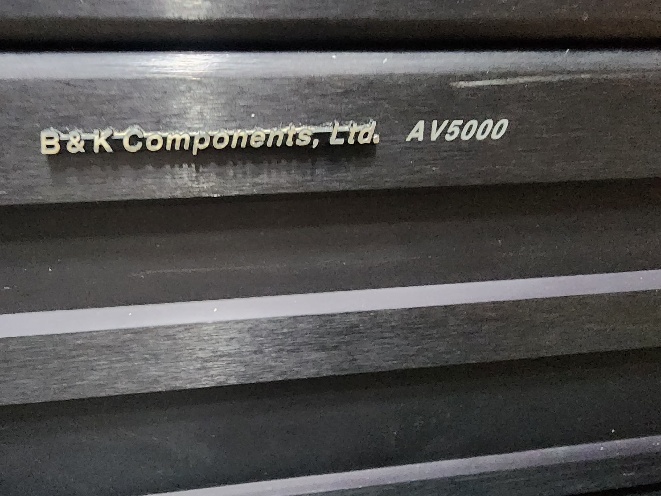 B & K Components, Ltd. AV5000